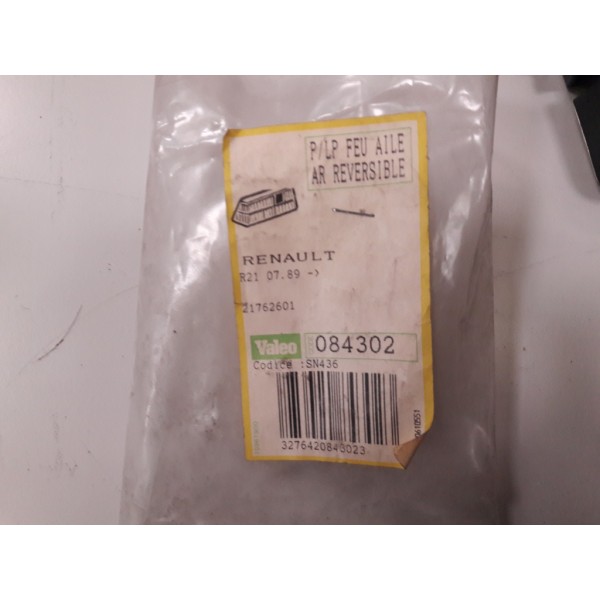 P/LP FEU AILE
AR REVERSIBLE
RENAULT
R21 07.89 ->
21762601
Valeo 084302
Codice :SN436
3276420843023